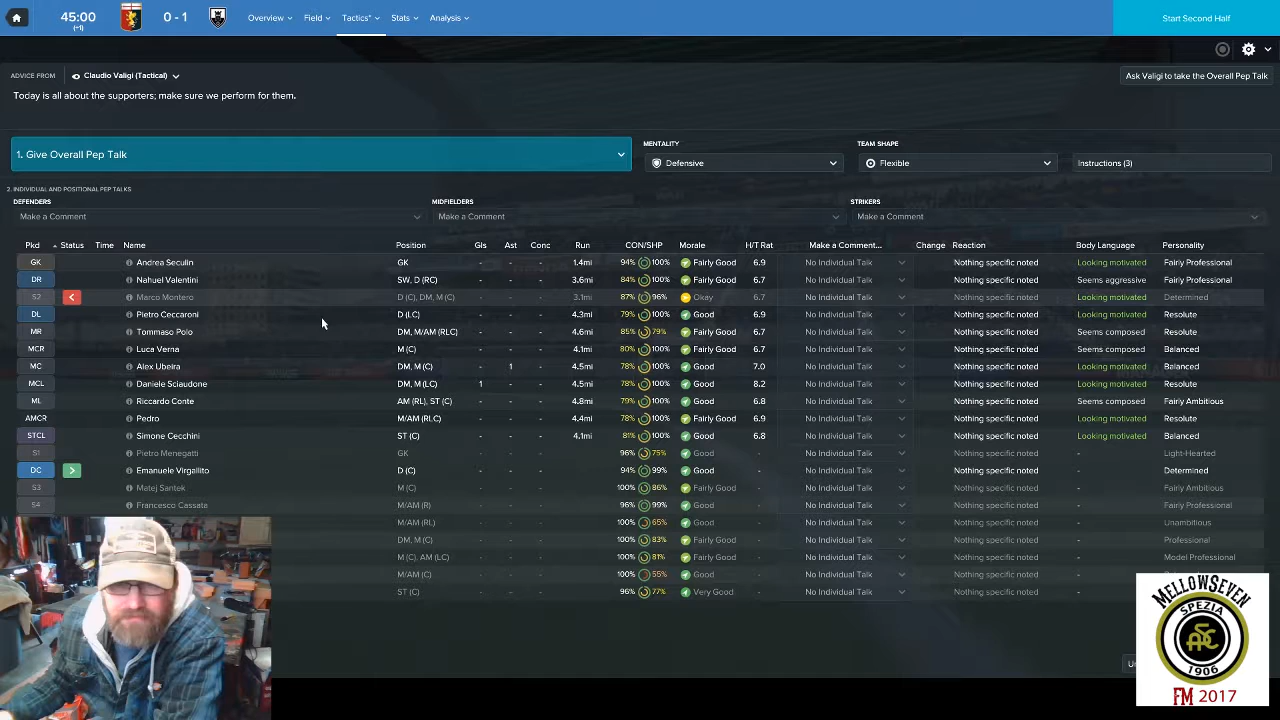 45:00
(+1)
0 - 1
Overview
Field
Tactics*
Stats
Analysis
Start Second Half
ADVICE FROM
Claudio Valigi (Tactical)
Ask Valigi to take the Overall Pep Talk
Today is all about the supporters; make sure we perform for them.
1. Give Overall Pep Talk
MENTALITY
Defensive
TEAM SHAPE
Flexible
Instructions (3)
2. INDIVIDUAL AND POSITIONAL PEP TALKS
DEFENDERS MIDFIELDERS STRIKERS
Make a Comment Make a Comment Make a Comment
Pkd Status Time Name Position Gls Ast Conc Run CON/SHP Morale H/T Rat Make a Comment... Change Reaction Body Language Personality
GK Andrea Seculin GK - - - 1.4mi 94% 100% Fairly Good 6.9 No Individual Talk Nothing specific noted Looking motivated Fairly Professional
DR Nahuel Valentini SW, D (RC) - - - 3.6mi 84% 100% Fairly Good 6.7 No Individual Talk Nothing specific noted Seems aggressive Fairly Professional
S2 Marco Montero D (C), DM, M (C) - - - 3.1mi 87% 96% Okay 6.7 No Individual Talk Nothing specific noted Looking motivated Determined
DL Pietro Ceccaroni D (LC) - - - 4.3mi 79% 100% Good 6.9 No Individual Talk Nothing specific noted Looking motivated Resolute
MR Tommaso Polo DM, M/AM (RLC) - - - 4.6mi 85% 79% Fairly Good 6.7 No Individual Talk Nothing specific noted Seems composed Resolute
MCR Luca Verna M (C) - - - 4.1mi 80% 100% Fairly Good 6.7 No Individual Talk Nothing specific noted Seems composed Balanced
MC Alex Ubeira DM, M (C) - 1 - 4.5mi 78% 100% Good 7.0 No Individual Talk Nothing specific noted Looking motivated Balanced
MCL Daniele Sciaudone DM, M (LC) 1 - - 4.5mi 78% 100% Good 8.2 No Individual Talk Nothing specific noted Looking motivated Resolute
ML Riccardo Conte AM (RL), ST (C) - - - 4.8mi 79% 100% Good 6.8 No Individual Talk Nothing specific noted Seems composed Fairly Ambitious
AMCR Pedro M/AM (RLC) - - - 4.4mi 78% 100% Fairly Good 6.9 No Individual Talk Nothing specific noted Looking motivated Resolute
STCL Simone Cecchini ST (C) - - - 4.1mi 81% 100% Good 6.8 No Individual Talk Nothing specific noted Looking motivated Balanced
S1 Pietro Menegatti GK - - - 96% 75% Good - No Individual Talk Nothing specific noted - Light-Hearted
DC Emanuele Virgallito D (C) - - - 94% 99% Good - No Individual Talk Nothing specific noted - Determined
S3 Matej Santek M (C) - - - 100% 86% Fairly Good - No Individual Talk Nothing specific noted - Fairly Ambitious
S4 Francesco Cassata M/AM (R) - - - 96% 99% Good - No Individual Talk Nothing specific noted - Fairly Professional
M/AM (RL) - - - 100% 65% Good - No Individual Talk Nothing specific noted - Unambitious
DM, M (C) - - - 100% 83% Fairly Good - No Individual Talk Nothing specific noted - Professional
M (C), AM (LC) - - - 100% 81% Fairly Good - No Individual Talk Nothing specific noted - Model Professional
M/AM (C) - - - 100% 55% Good - No Individual Talk Nothing specific noted -
ST (C) - - - 96% 77% Very Good - No Individual Talk Nothing specific noted -
MELLOWSEVEN
SPEZIA
ASC
1906
FM 2017